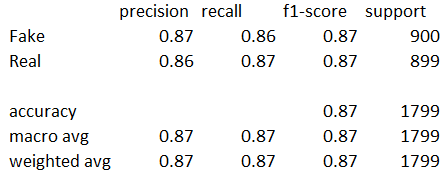 precision recall f1-score support
Fake 0.87 0.86 0.87 900
Real 0.86 0.87 0.87 899
accuracy 0.87 1799
macro avg 0.87 0.87 0.87 1799
weighted avg 0.87 0.87 0.87 1799